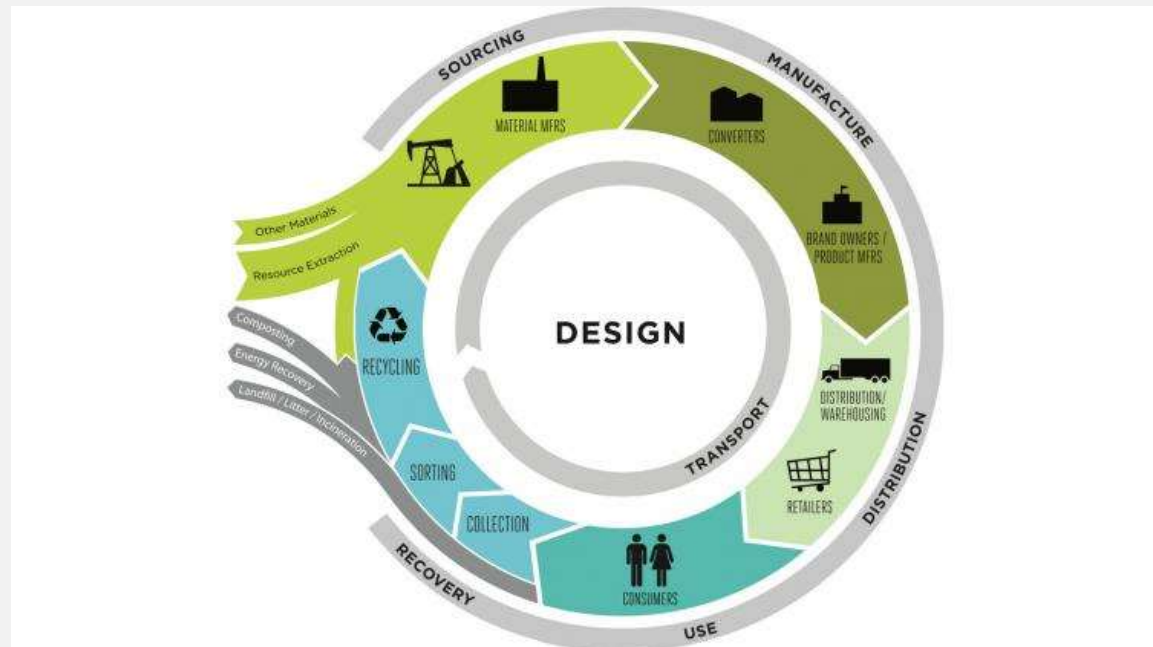 SOURCING
MANUFACTURE
MATERIAL MFRS
CONVERTERS
BRAND OWNERS /
PRODUCT MFRS
Other Materials
Resource Extraction
Composting
Energy Recovery
Landfill / Litter / Incineration
RECYCLING
DESIGN
TRANSPORT
DISTRIBUTION/
WAREHOUSING
DISTRIBUTION
RETAILERS
SORTING
COLLECTION
CONSUMERS
RECOVERY
USE